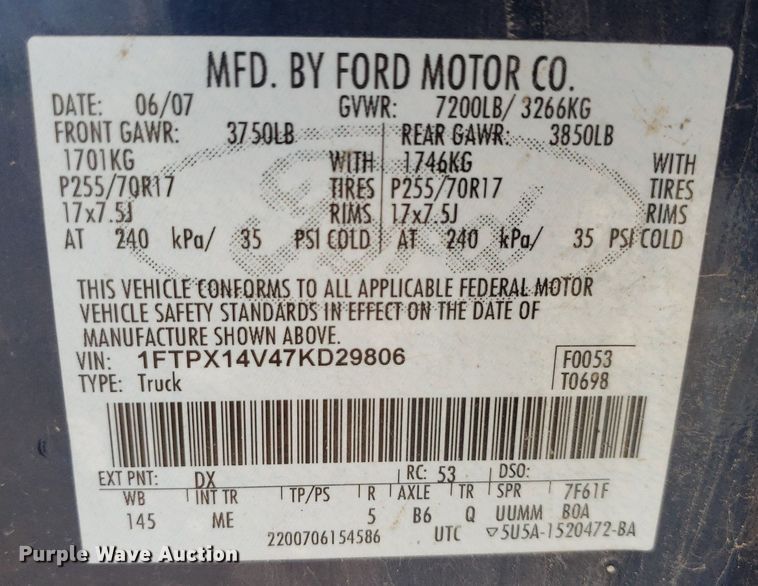 MFD. BY FORD MOTOR CO.
DATE: 06/07 GVWR: 7200LB/ 3266KG
FRONT GAWR: 3750LB REAR GAWR: 3850LB
1701KG WITH 1746KG WITH
P255/70R17 TIRES P255/70R17 TIRES
17x7.5J RIMS 17x7.5J RIMS
AT 240 kPa/ 35 PSI COLD AT 240 kPa/ 35 PSI COLD
Ford
THIS VEHICLE CONFORMS TO ALL APPLICABLE FEDERAL MOTOR
VEHICLE SAFETY STANDARDS IN EFFECT ON THE DATE OF
MANUFACTURE SHOWN ABOVE.
VIN: 1FTPX14V47KD29806 F0053
TYPE: Truck T0698
EXT PNT: DX RC: 53 DSO:
WB INT TR TP/PS R AXLE TR SPR 7F61F
145 ME 5 B6 Q UUMM BOA
2200706154586 UTC ▽5U5A-1520472-BA
Purple Wave Auction